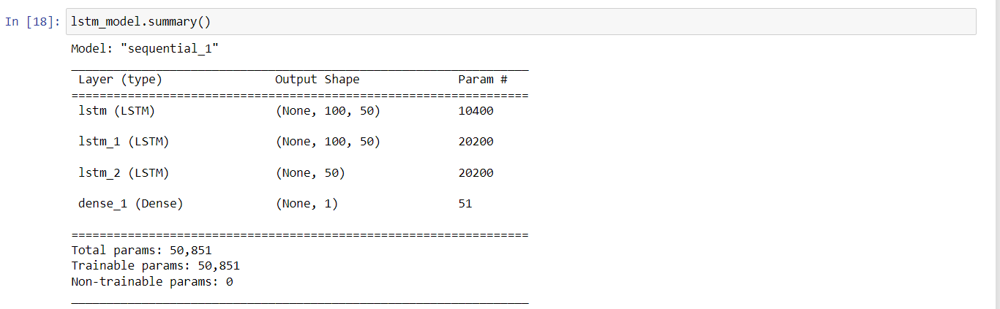 In [18]: lstm_model.summary()
Model: "sequential_1"
Layer (type) Output Shape Param #
lstm (LSTM) (None, 100, 50) 10400
lstm_1 (LSTM) (None, 100, 50) 20200
lstm_2 (LSTM) (None, 50) 20200
dense_1 (Dense) (None, 1) 51
Total params: 50,851
Trainable params: 50,851
Non-trainable params: 0